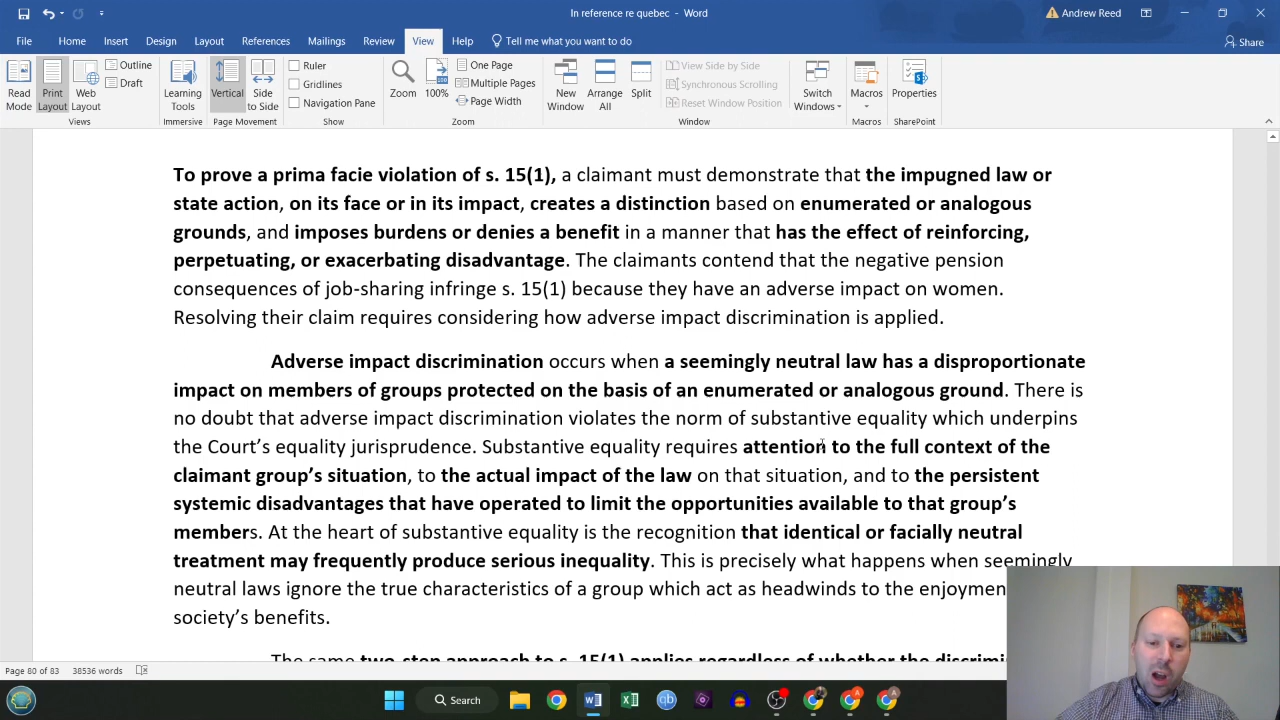 In reference re quebec - Word
Andrew Reed
File Home Insert Design Layout References Mailings Review View Help Tell me what you want to do Share
Read Mode
Print Layout
Web Layout
Outline
Draft
Views
Learning Tools
Immersive
Vertical
Side to Side
Page Movement
Ruler
Gridlines
Navigation Pane
Show
Zoom
100%
One Page
Multiple Pages
Page Width
Zoom
New Window
Arrange All
Split
View Side by Side
Synchronous Scrolling
Reset Window Position
Switch Windows
Window
Macros
Macros
Properties
SharePoint
To prove a prima facie violation of s. 15(1), a claimant must demonstrate that the impugned law or
state action, on its face or in its impact, creates a distinction based on enumerated or analogous
grounds, and imposes burdens or denies a benefit in a manner that has the effect of reinforcing,
perpetuating, or exacerbating disadvantage. The claimants contend that the negative pension
consequences of job-sharing infringe s. 15(1) because they have an adverse impact on women.
Resolving their claim requires considering how adverse impact discrimination is applied.
Adverse impact discrimination occurs when a seemingly neutral law has a disproportionate
impact on members of groups protected on the basis of an enumerated or analogous ground. There is
no doubt that adverse impact discrimination violates the norm of substantive equality which underpins
the Court's equality jurisprudence. Substantive equality requires attention to the full context of the
claimant group's situation, to the actual impact of the law on that situation, and to the persistent
systemic disadvantages that have operated to limit the opportunities available to that group's
members. At the heart of substantive equality is the recognition that identical or facially neutral
treatment may frequently produce serious inequality. This is precisely what happens when seemingly
neutral laws ignore the true characteristics of a group which act as headwinds to the enjoymen
society's benefits.
The same two-step approach to s. 15(1) applies regardless of whether the discrimi
Page 80 of 83 38536 words
Search